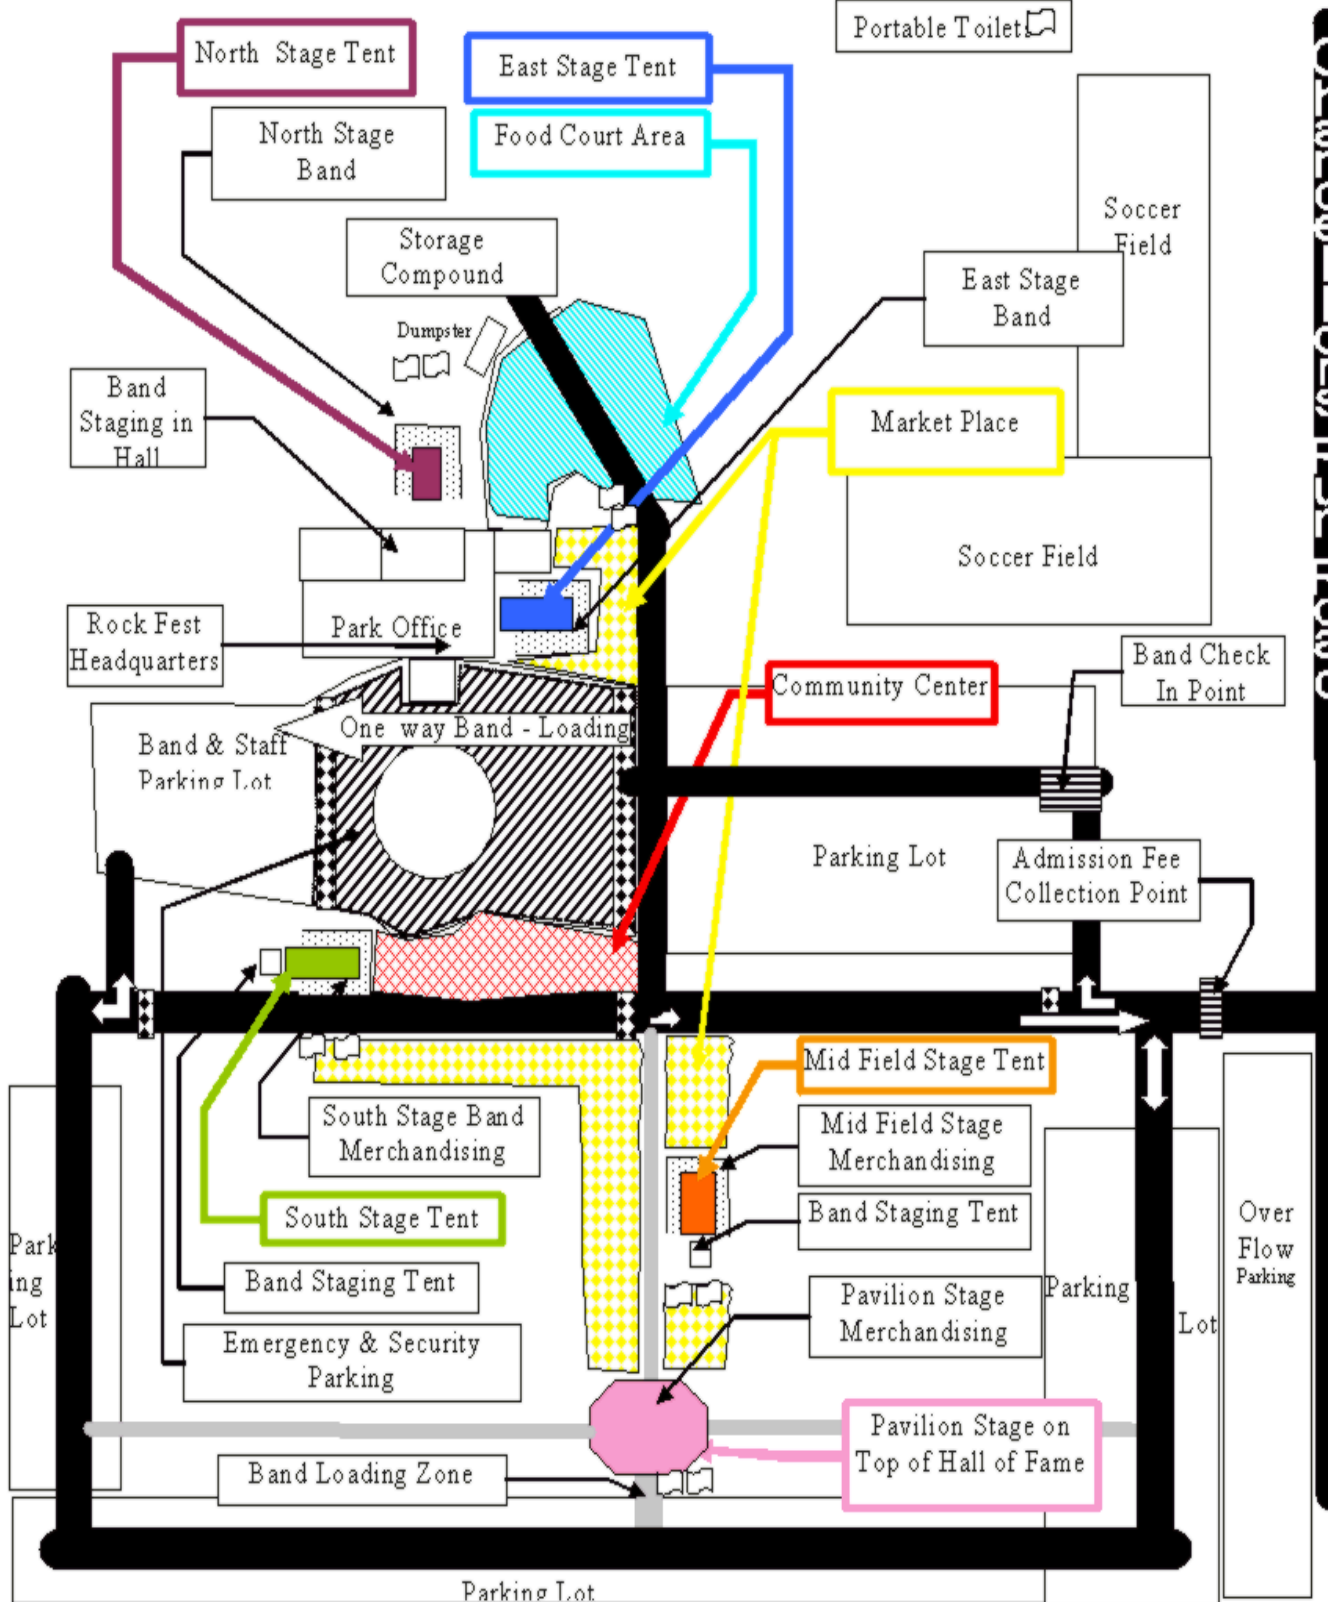 Portable Toilet
North Stage Tent
East Stage Tent
Food Court Area
North Stage
Band
Storage
Compound
Soccer
Field
East Stage
Band
Dumpster
Band
Staging in
Hall
Market Place
Soccer Field
Rock Fest
Headquarters
Park Office
Band Check
In Point
Community Center
One way Band - Loading
Band & Staff
Parking Lot
Parking Lot
Admission Fee
Collection Point
Mid Field Stage Tent
South Stage Band
Merchandising
Mid Field Stage
Merchandising
South Stage Tent
Band Staging Tent
Over
Flow
Parking
Park
ing
Lot
Band Staging Tent
Pavilion Stage
Merchandising
Parking
Lot
Emergency & Security
Parking
Pavilion Stage on
Top of Hall of Fame
Band Loading Zone
Parking Lot